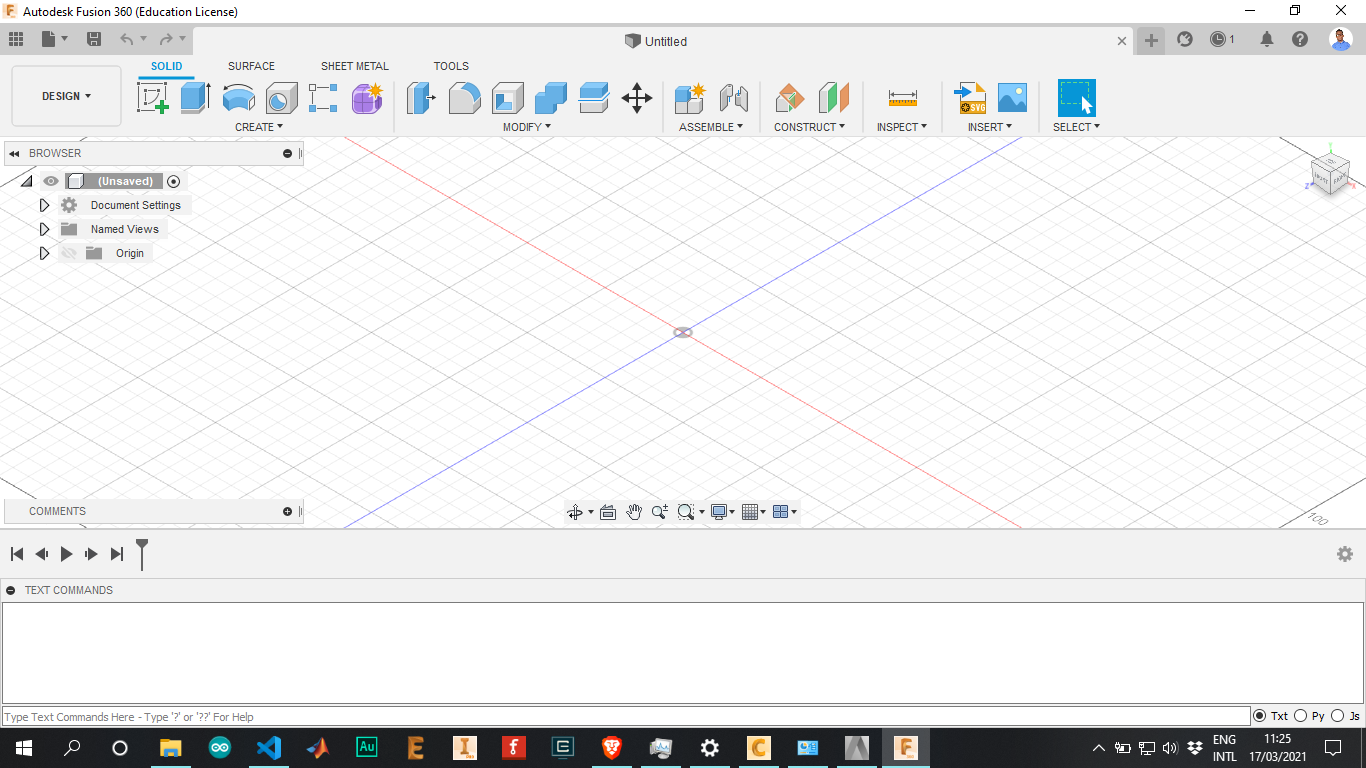 Autodesk Fusion 360 (Education License)
Untitled
1
DESIGN
SOLID SURFACE SHEET METAL TOOLS
SVG
CREATE MODIFY ASSEMBLE CONSTRUCT INSPECT INSERT SELECT
BROWSER
(Unsaved)
Document Settings
Named Views
Origin
Y
Z
X
COMMENTS
100
TEXT COMMANDS
Type Text Commands Here - Type '?' or '??' For Help
Txt Py Js
Au
E
I
f
C
F
ENG
INTL
11:25
17/03/2021